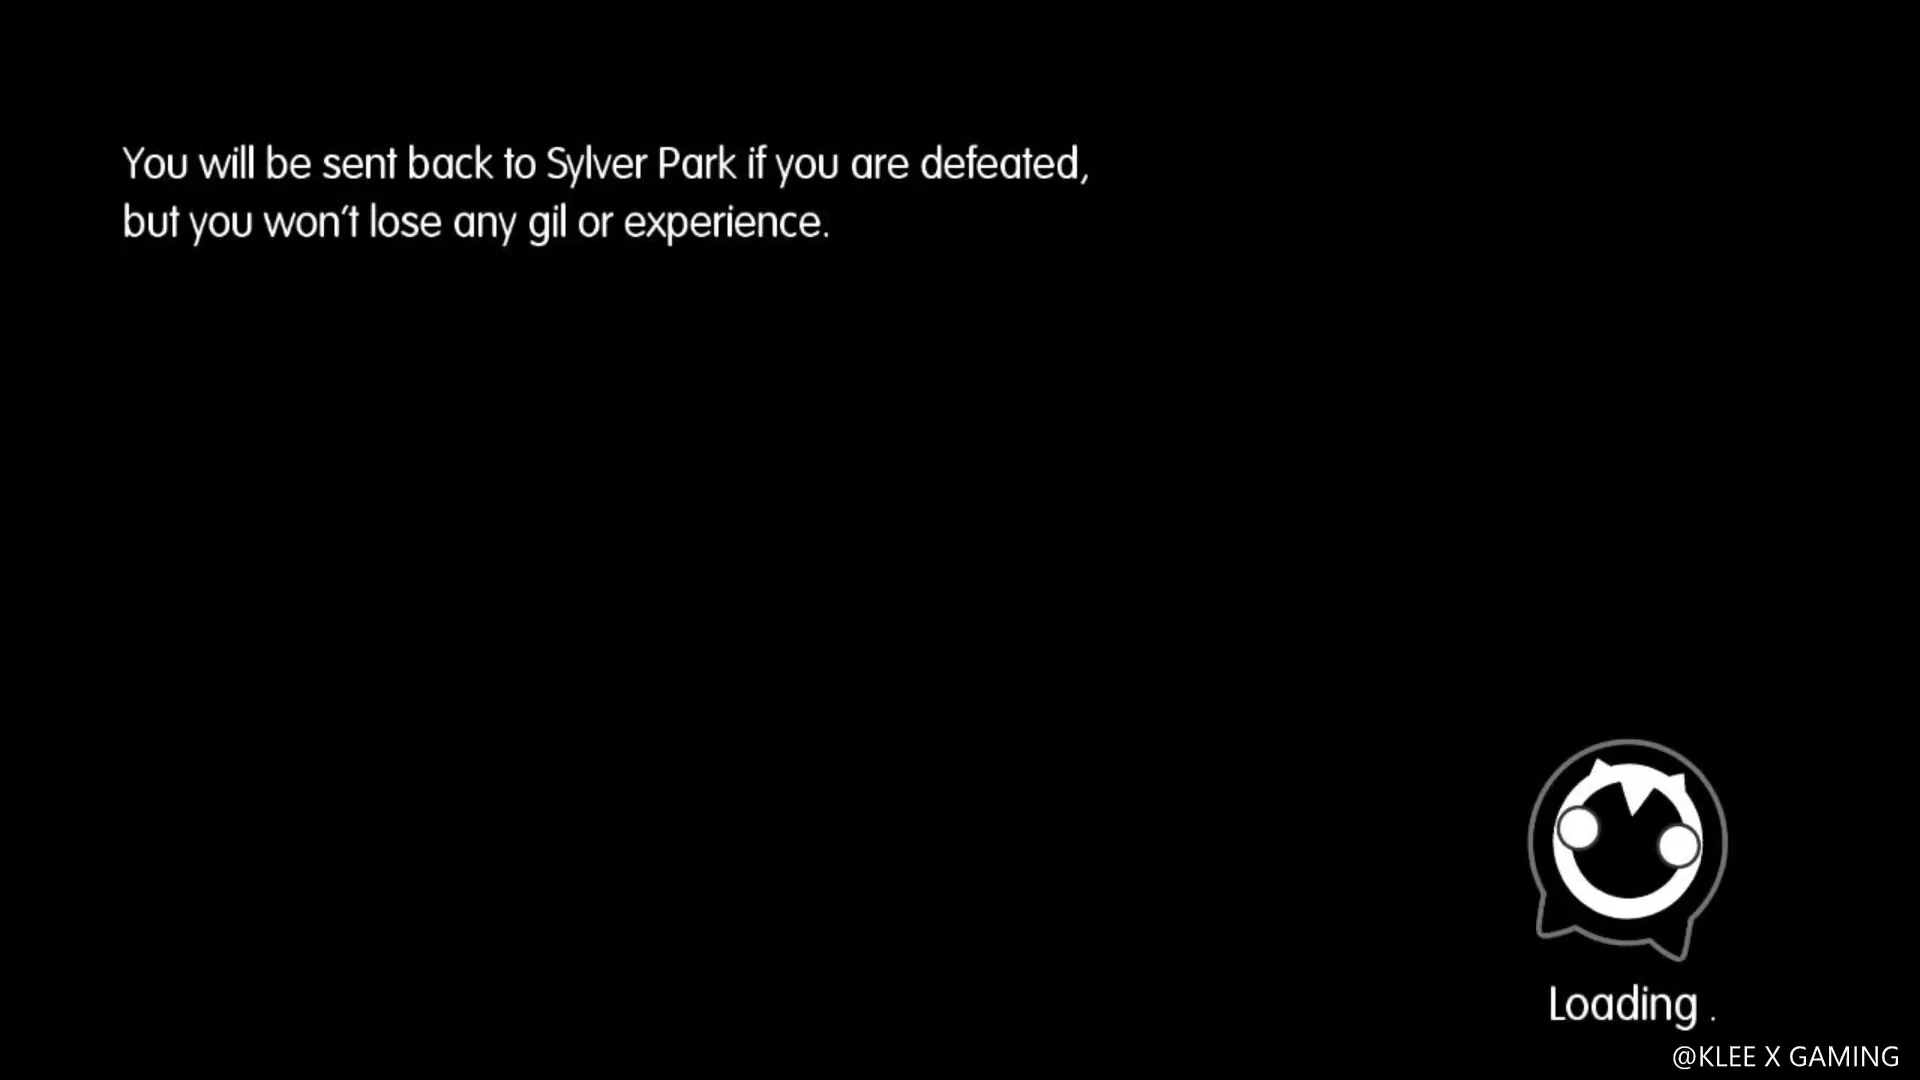 You will be sent back to Sylver Park if you are defeated,
but you won't lose any gil or experience.
Loading .
@KLEE X GAMING